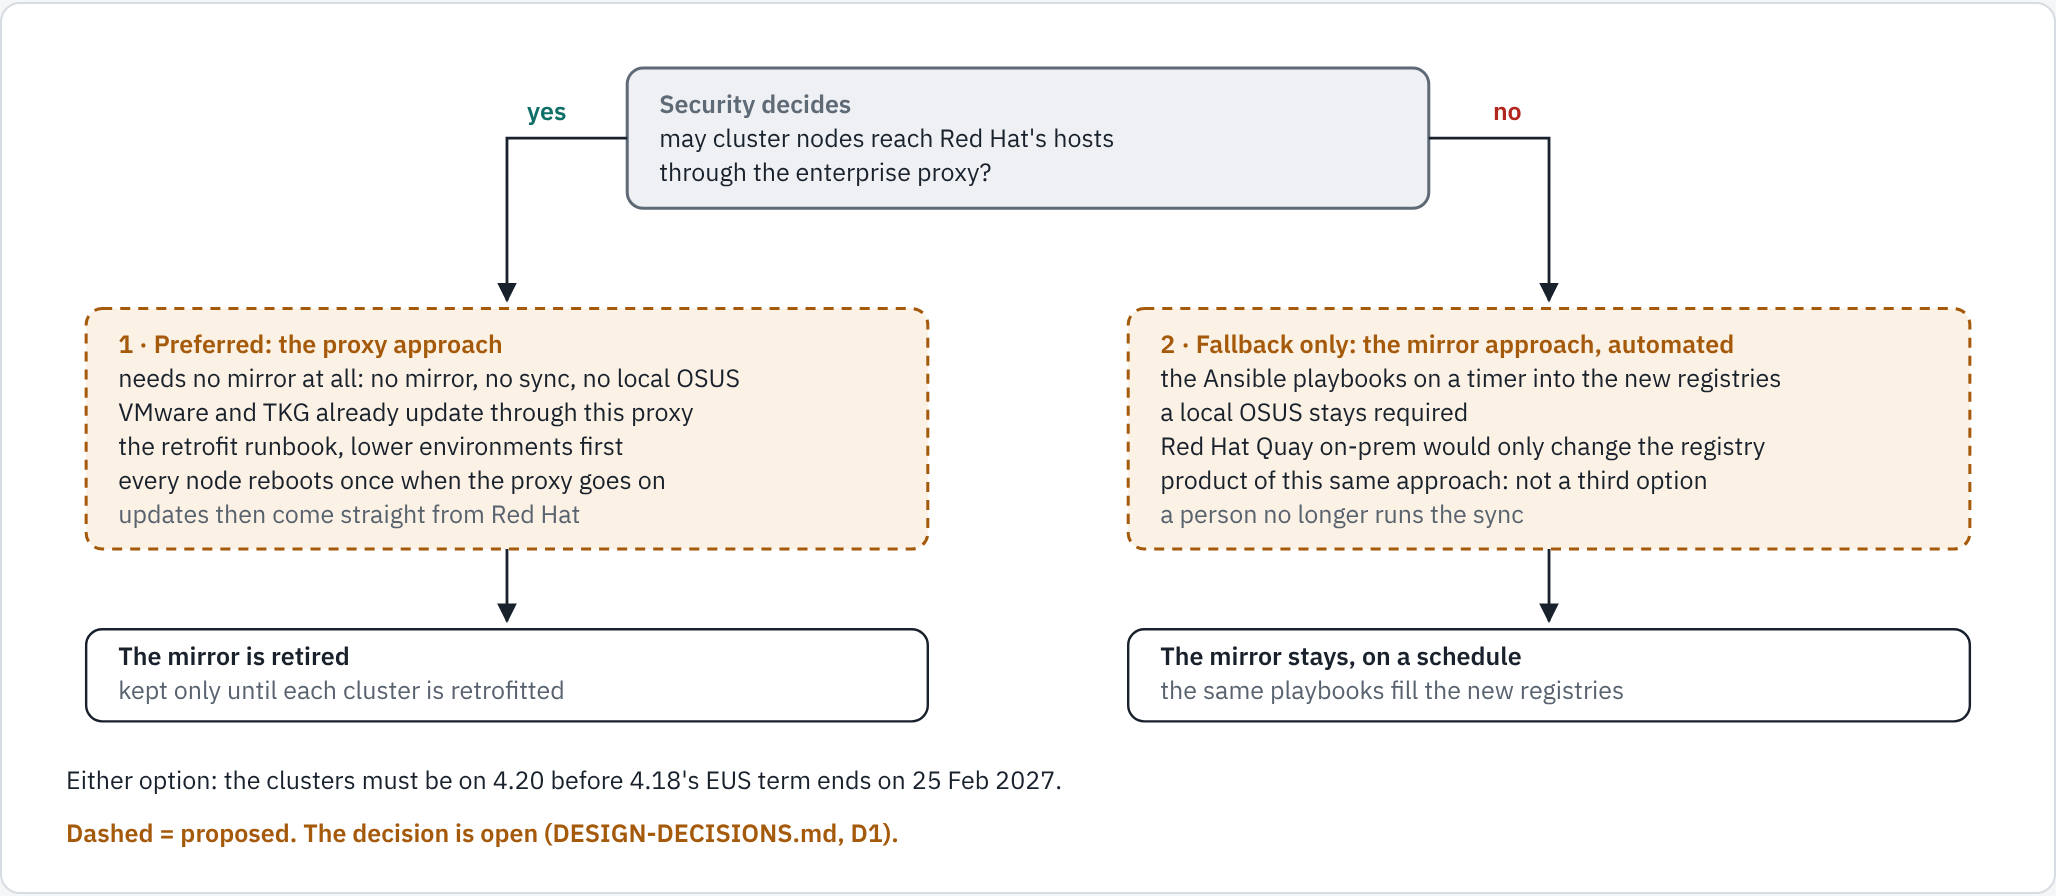 Security decides
may cluster nodes reach Red Hat's hosts
through the enterprise proxy?
yes
no
1 · Preferred: the proxy approach
needs no mirror at all: no mirror, no sync, no local OSUS
VMware and TKG already update through this proxy
the retrofit runbook, lower environments first
every node reboots once when the proxy goes on
updates then come straight from Red Hat
2 · Fallback only: the mirror approach, automated
the Ansible playbooks on a timer into the new registries
a local OSUS stays required
Red Hat Quay on-prem would only change the registry
product of this same approach: not a third option
a person no longer runs the sync
The mirror is retired
kept only until each cluster is retrofitted
The mirror stays, on a schedule
the same playbooks fill the new registries
Either option: the clusters must be on 4.20 before 4.18's EUS term ends on 25 Feb 2027.
Dashed = proposed. The decision is open (DESIGN-DECISIONS.md, D1).